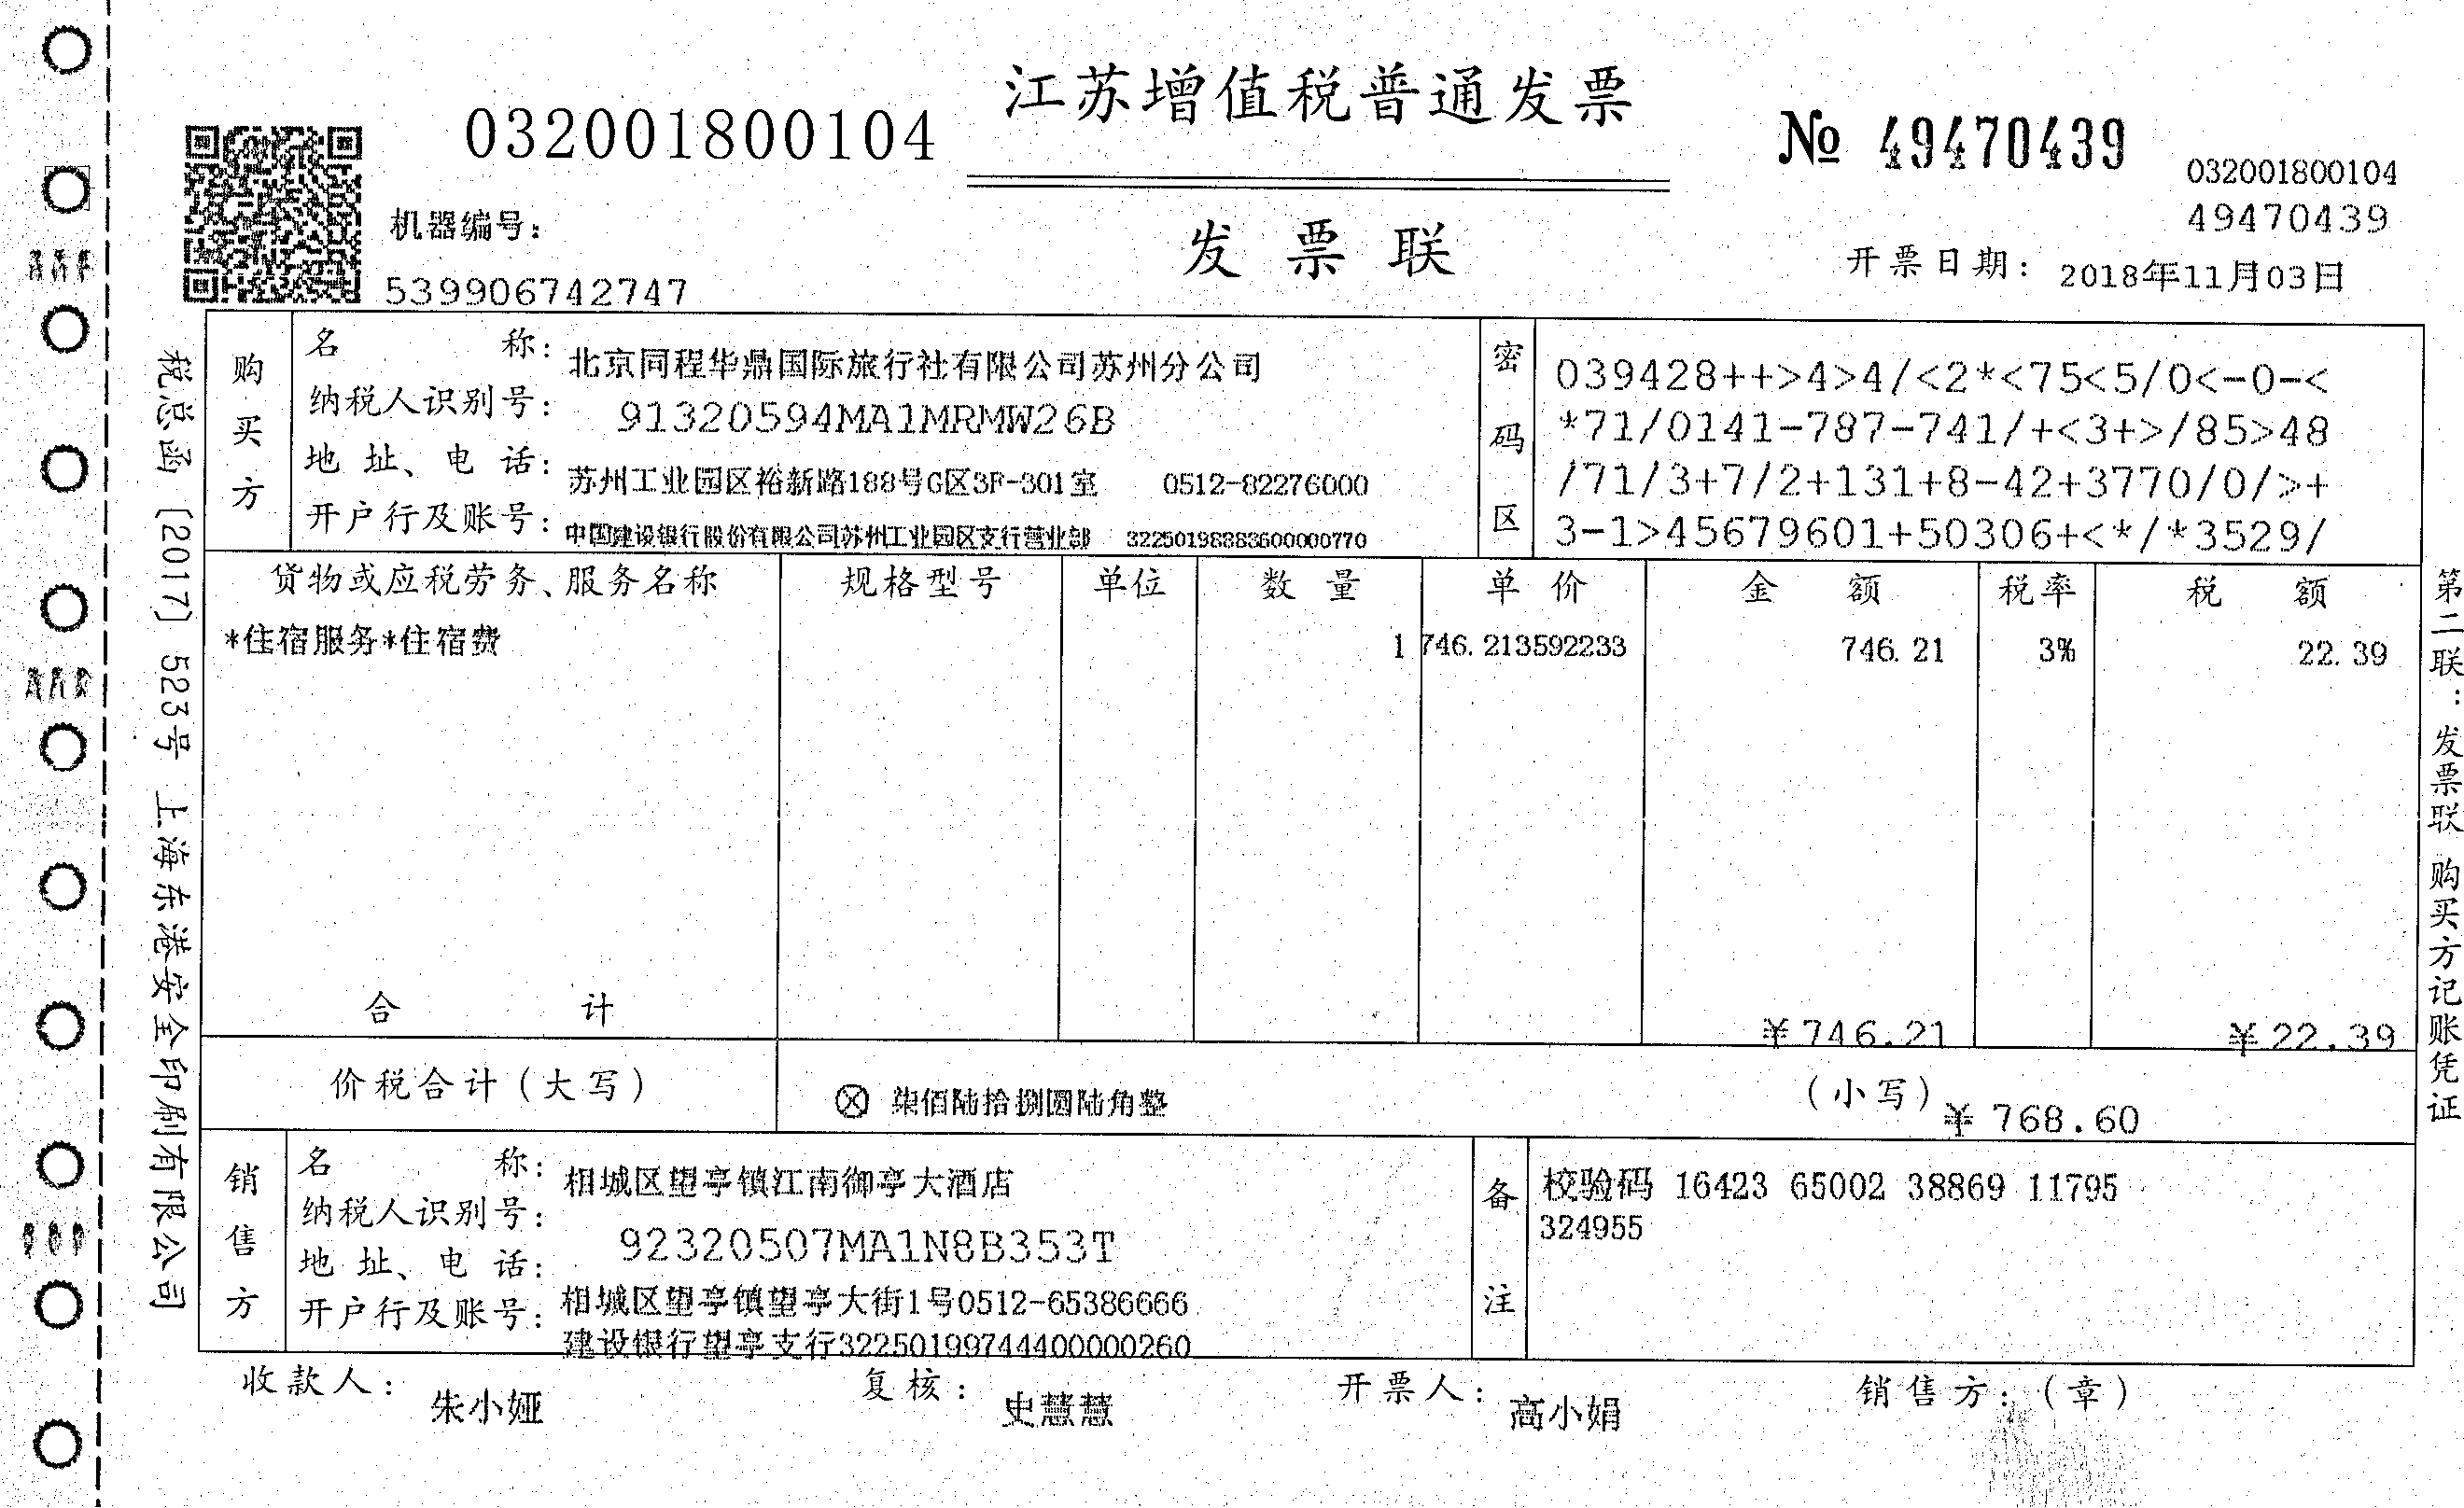 江苏增值税普通发票
032001800104
№ 49470439
032001800104
49470439
机器编号：
539906742747
发票联
开票日期： 2018年11月03日
税总函〔2017〕523号 上海东港安全印刷有限公司
购买方
名称： 北京同程华鼎国际旅行社有限公司苏州分公司
纳税人识别号： 91320594MA1MRMW26B
地址、电话： 苏州工业园区裕新路188号G区3F-301室 0512-82276000
开户行及账号： 中国建设银行股份有限公司苏州工业园区支行营业部 32250198883600000770
密码区
039428++>4>4/<2*<75<5/0<-0-<
*71/0141-787-741/+<3+>/85>48
/71/3+7/2+131+8-42+3770/0/>+
3-1>45679601+50306+<*/*3529/
货物或应税劳务、服务名称 规格型号 单位 数量 单价 金额 税率 税额
*住宿服务*住宿费 1 746.213592233 746.21 3% 22.39
合计 ¥746.21 ¥22.39
价税合计（大写） ⊗ 柒佰陆拾捌圆陆角整 （小写） ¥ 768.60
销售方
名称： 相城区望亭镇江南御亭大酒店
纳税人识别号： 92320507MA1N8B353T
地址、电话： 相城区望亭镇望亭大街1号0512-65386666
开户行及账号： 建设银行望亭支行32250199744400000260
备注
校验码 16423 65002 38869 11795
324955
收款人： 朱小娅 复核： 史慧慧 开票人： 高小娟 销售方：（章）
第二联：发票联 购买方记账凭证